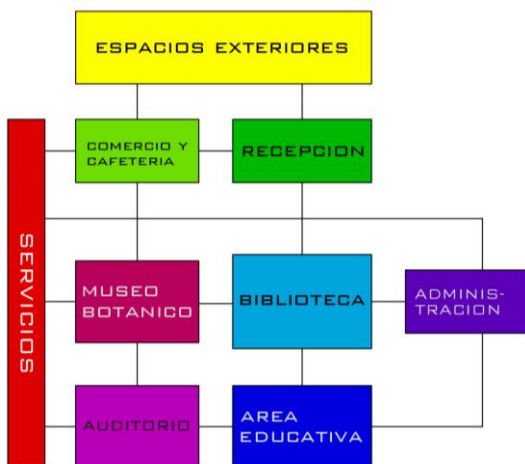 ESPACIOS EXTERIORES
COMERCIO Y
CAFETERIA
RECEPCION
SERVICIOS
MUSEO
BOTANICO
BIBLIOTECA
ADMINIS-
TRACION
AUDITORIO
AREA
EDUCATIVA